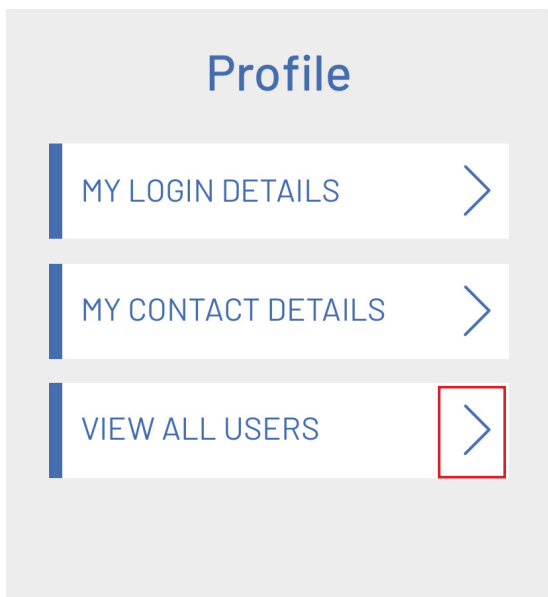 Profile
MY LOGIN DETAILS
MY CONTACT DETAILS
VIEW ALL USERS